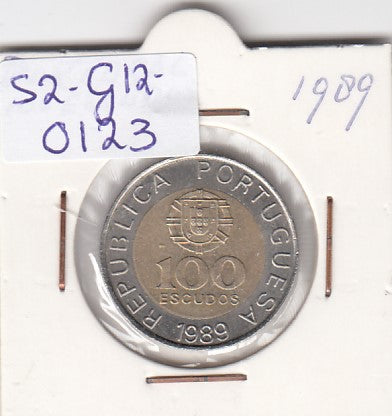 S2-G12-
0123
1989
REPUBLICA PORTUGUESA
100
ESCUDOS
1989